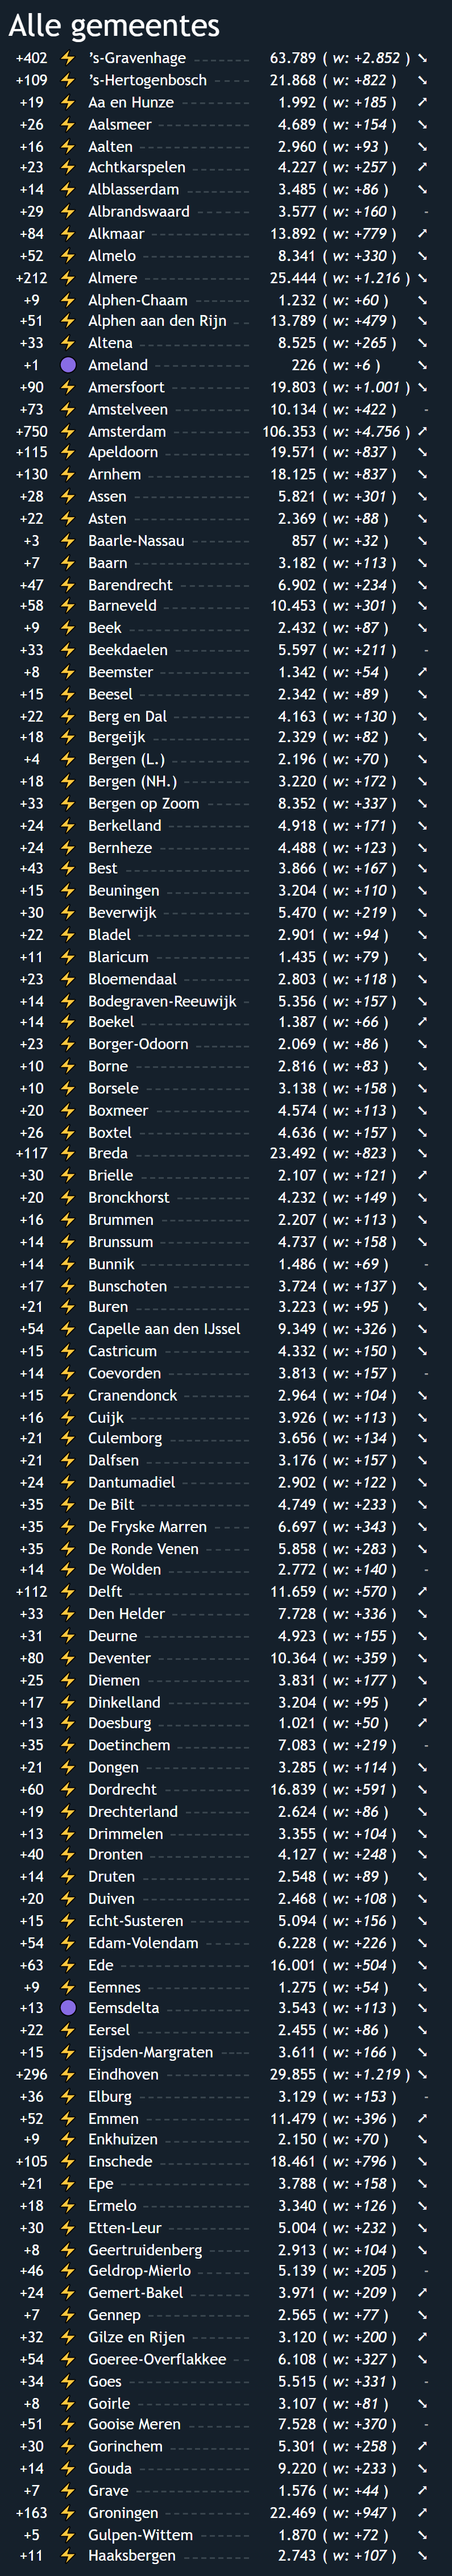 Alle gemeentes
+402 ⚡ ’s-Gravenhage 63.789 ( w: +2.852 ) ➘
+109 ⚡ ’s-Hertogenbosch 21.868 ( w: +822 ) ➘
+19 ⚡ Aa en Hunze 1.992 ( w: +185 ) ➚
+26 ⚡ Aalsmeer 4.689 ( w: +154 ) ➘
+16 ⚡ Aalten 2.960 ( w: +93 ) ➘
+23 ⚡ Achtkarspelen 4.227 ( w: +257 ) ➚
+14 ⚡ Alblasserdam 3.485 ( w: +86 ) ➘
+29 ⚡ Albrandswaard 3.577 ( w: +160 ) -
+84 ⚡ Alkmaar 13.892 ( w: +779 ) ➚
+52 ⚡ Almelo 8.341 ( w: +330 ) ➘
+212 ⚡ Almere 25.444 ( w: +1.216 ) ➘
+9 ⚡ Alphen-Chaam 1.232 ( w: +60 ) ➘
+51 ⚡ Alphen aan den Rijn 13.789 ( w: +479 ) ➘
+33 ⚡ Altena 8.525 ( w: +265 ) ➘
+1 🟣 Ameland 226 ( w: +6 ) ➘
+90 ⚡ Amersfoort 19.803 ( w: +1.001 ) ➘
+73 ⚡ Amstelveen 10.134 ( w: +422 ) -
+750 ⚡ Amsterdam 106.353 ( w: +4.756 ) ➚
+115 ⚡ Apeldoorn 19.571 ( w: +837 ) ➘
+130 ⚡ Arnhem 18.125 ( w: +837 ) ➘
+28 ⚡ Assen 5.821 ( w: +301 ) ➘
+22 ⚡ Asten 2.369 ( w: +88 ) ➘
+3 ⚡ Baarle-Nassau 857 ( w: +32 ) ➘
+7 ⚡ Baarn 3.182 ( w: +113 ) ➘
+47 ⚡ Barendrecht 6.902 ( w: +234 ) ➘
+58 ⚡ Barneveld 10.453 ( w: +301 ) ➘
+9 ⚡ Beek 2.432 ( w: +87 ) ➘
+33 ⚡ Beekdaelen 5.597 ( w: +211 ) -
+8 ⚡ Beemster 1.342 ( w: +54 ) ➚
+15 ⚡ Beesel 2.342 ( w: +89 ) ➘
+22 ⚡ Berg en Dal 4.163 ( w: +130 ) ➘
+18 ⚡ Bergeijk 2.329 ( w: +82 ) ➘
+4 ⚡ Bergen (L.) 2.196 ( w: +70 ) ➘
+18 ⚡ Bergen (NH.) 3.220 ( w: +172 ) ➘
+33 ⚡ Bergen op Zoom 8.352 ( w: +337 ) ➘
+24 ⚡ Berkelland 4.918 ( w: +171 ) ➘
+24 ⚡ Bernheze 4.488 ( w: +123 ) ➘
+43 ⚡ Best 3.866 ( w: +167 ) ➘
+15 ⚡ Beuningen 3.204 ( w: +110 ) ➘
+30 ⚡ Beverwijk 5.470 ( w: +219 ) ➘
+22 ⚡ Bladel 2.901 ( w: +94 ) ➘
+11 ⚡ Blaricum 1.435 ( w: +79 ) ➘
+23 ⚡ Bloemendaal 2.803 ( w: +118 ) ➘
+14 ⚡ Bodegraven-Reeuwijk 5.356 ( w: +157 ) ➘
+14 ⚡ Boekel 1.387 ( w: +66 ) ➚
+23 ⚡ Borger-Odoorn 2.069 ( w: +86 ) ➘
+10 ⚡ Borne 2.816 ( w: +83 ) ➘
+10 ⚡ Borsele 3.138 ( w: +158 ) ➘
+20 ⚡ Boxmeer 4.574 ( w: +113 ) ➘
+26 ⚡ Boxtel 4.636 ( w: +157 ) ➘
+117 ⚡ Breda 23.492 ( w: +823 ) ➘
+30 ⚡ Brielle 2.107 ( w: +121 ) ➚
+20 ⚡ Bronckhorst 4.232 ( w: +149 ) ➘
+16 ⚡ Brummen 2.207 ( w: +113 ) ➘
+14 ⚡ Brunssum 4.737 ( w: +158 ) ➘
+14 ⚡ Bunnik 1.486 ( w: +69 ) -
+17 ⚡ Bunschoten 3.724 ( w: +137 ) ➘
+21 ⚡ Buren 3.223 ( w: +95 ) ➘
+54 ⚡ Capelle aan den IJssel 9.349 ( w: +326 ) ➘
+15 ⚡ Castricum 4.332 ( w: +150 ) ➘
+14 ⚡ Coevorden 3.813 ( w: +157 ) -
+15 ⚡ Cranendonck 2.964 ( w: +104 ) ➘
+16 ⚡ Cuijk 3.926 ( w: +113 ) ➘
+21 ⚡ Culemborg 3.656 ( w: +134 ) ➘
+21 ⚡ Dalfsen 3.176 ( w: +157 ) ➘
+24 ⚡ Dantumadiel 2.902 ( w: +122 ) ➘
+35 ⚡ De Bilt 4.749 ( w: +233 ) ➘
+35 ⚡ De Fryske Marren 6.697 ( w: +343 ) ➘
+35 ⚡ De Ronde Venen 5.858 ( w: +283 ) ➘
+14 ⚡ De Wolden 2.772 ( w: +140 ) -
+112 ⚡ Delft 11.659 ( w: +570 ) ➚
+33 ⚡ Den Helder 7.728 ( w: +336 ) ➘
+31 ⚡ Deurne 4.923 ( w: +155 ) ➘
+80 ⚡ Deventer 10.364 ( w: +359 ) ➘
+25 ⚡ Diemen 3.831 ( w: +177 ) ➘
+17 ⚡ Dinkelland 3.204 ( w: +95 ) ➚
+13 ⚡ Doesburg 1.021 ( w: +50 ) ➚
+35 ⚡ Doetinchem 7.083 ( w: +219 ) -
+21 ⚡ Dongen 3.285 ( w: +114 ) ➘
+60 ⚡ Dordrecht 16.839 ( w: +591 ) ➘
+19 ⚡ Drechterland 2.624 ( w: +86 ) ➘
+13 ⚡ Drimmelen 3.355 ( w: +104 ) ➘
+40 ⚡ Dronten 4.127 ( w: +248 ) ➘
+14 ⚡ Druten 2.548 ( w: +89 ) ➘
+20 ⚡ Duiven 2.468 ( w: +108 ) ➘
+15 ⚡ Echt-Susteren 5.094 ( w: +156 ) ➘
+54 ⚡ Edam-Volendam 6.228 ( w: +226 ) ➘
+63 ⚡ Ede 16.001 ( w: +504 ) ➘
+9 ⚡ Eemnes 1.275 ( w: +54 ) ➘
+13 🟣 Eemsdelta 3.543 ( w: +113 ) ➘
+22 ⚡ Eersel 2.455 ( w: +86 ) ➘
+15 ⚡ Eijsden-Margraten 3.611 ( w: +166 ) ➘
+296 ⚡ Eindhoven 29.855 ( w: +1.219 ) ➘
+36 ⚡ Elburg 3.129 ( w: +153 ) -
+52 ⚡ Emmen 11.479 ( w: +396 ) ➚
+9 ⚡ Enkhuizen 2.150 ( w: +70 ) ➘
+105 ⚡ Enschede 18.461 ( w: +796 ) ➘
+21 ⚡ Epe 3.788 ( w: +158 ) ➘
+18 ⚡ Ermelo 3.340 ( w: +126 ) ➘
+30 ⚡ Etten-Leur 5.004 ( w: +232 ) ➘
+8 ⚡ Geertruidenberg 2.913 ( w: +104 ) ➘
+46 ⚡ Geldrop-Mierlo 5.139 ( w: +205 ) -
+24 ⚡ Gemert-Bakel 3.971 ( w: +209 ) ➚
+7 ⚡ Gennep 2.565 ( w: +77 ) ➘
+32 ⚡ Gilze en Rijen 3.120 ( w: +200 ) ➚
+54 ⚡ Goeree-Overflakkee 6.108 ( w: +327 ) ➘
+34 ⚡ Goes 5.515 ( w: +331 ) -
+8 ⚡ Goirle 3.107 ( w: +81 ) ➘
+51 ⚡ Gooise Meren 7.528 ( w: +370 ) -
+30 ⚡ Gorinchem 5.301 ( w: +258 ) ➚
+14 ⚡ Gouda 9.220 ( w: +233 ) ➘
+7 ⚡ Grave 1.576 ( w: +44 ) ➚
+163 ⚡ Groningen 22.469 ( w: +947 ) ➚
+5 ⚡ Gulpen-Wittem 1.870 ( w: +72 ) ➘
+11 ⚡ Haaksbergen 2.743 ( w: +107 ) ➘